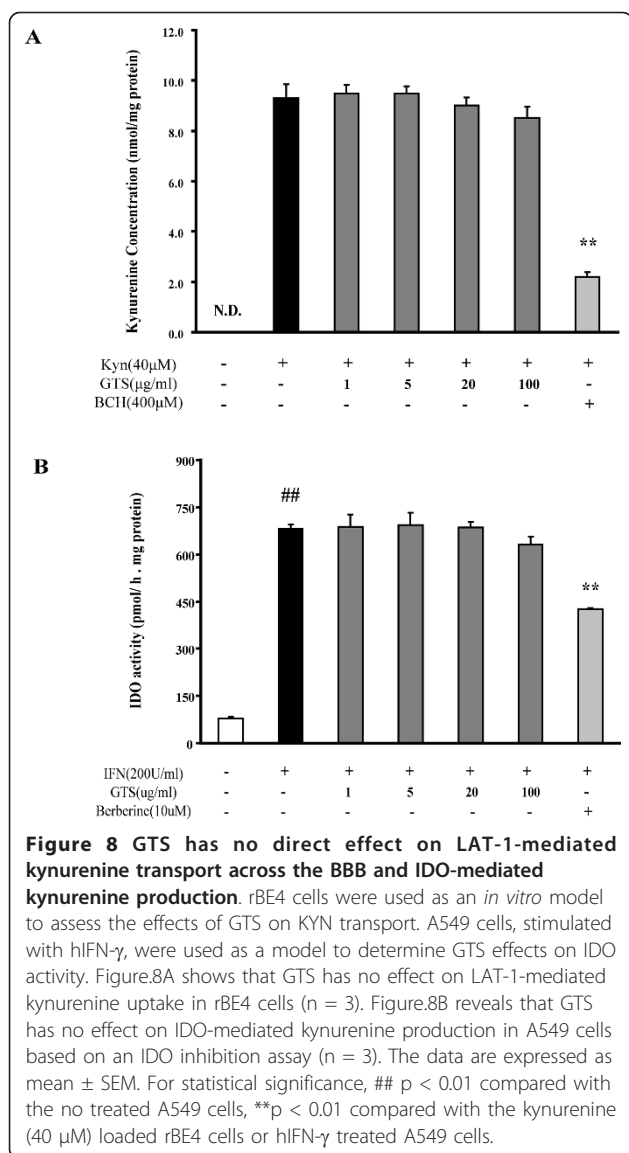 A
Kynurenine Concentration (nmol/mg protein)
12.0
10.0
8.0
6.0
4.0
2.0
0.0
N.D.
**
Kyn(40μM) - + + + + + +
GTS(μg/ml) - - 1 5 20 100 -
BCH(400μM) - - - - - - +
B
IDO activity (pmol/ h . mg protein)
900
750
600
450
300
150
0
##
**
IFN(200U/ml) - + + + + + +
GTS(ug/ml) - - 1 5 20 100 -
Berberine(10uM) - - - - - - +
Figure 8 GTS has no direct effect on LAT-1-mediated
kynurenine transport across the BBB and IDO-mediated
kynurenine production. rBE4 cells were used as an in vitro model
to assess the effects of GTS on KYN transport. A549 cells, stimulated
with hIFN-γ, were used as a model to determine GTS effects on IDO
activity. Figure.8A shows that GTS has no effect on LAT-1-mediated
kynurenine uptake in rBE4 cells (n = 3). Figure.8B reveals that GTS
has no effect on IDO-mediated kynurenine production in A549 cells
based on an IDO inhibition assay (n = 3). The data are expressed as
mean ± SEM. For statistical significance, ## p < 0.01 compared with
the no treated A549 cells, **p < 0.01 compared with the kynurenine
(40 μM) loaded rBE4 cells or hIFN-γ treated A549 cells.